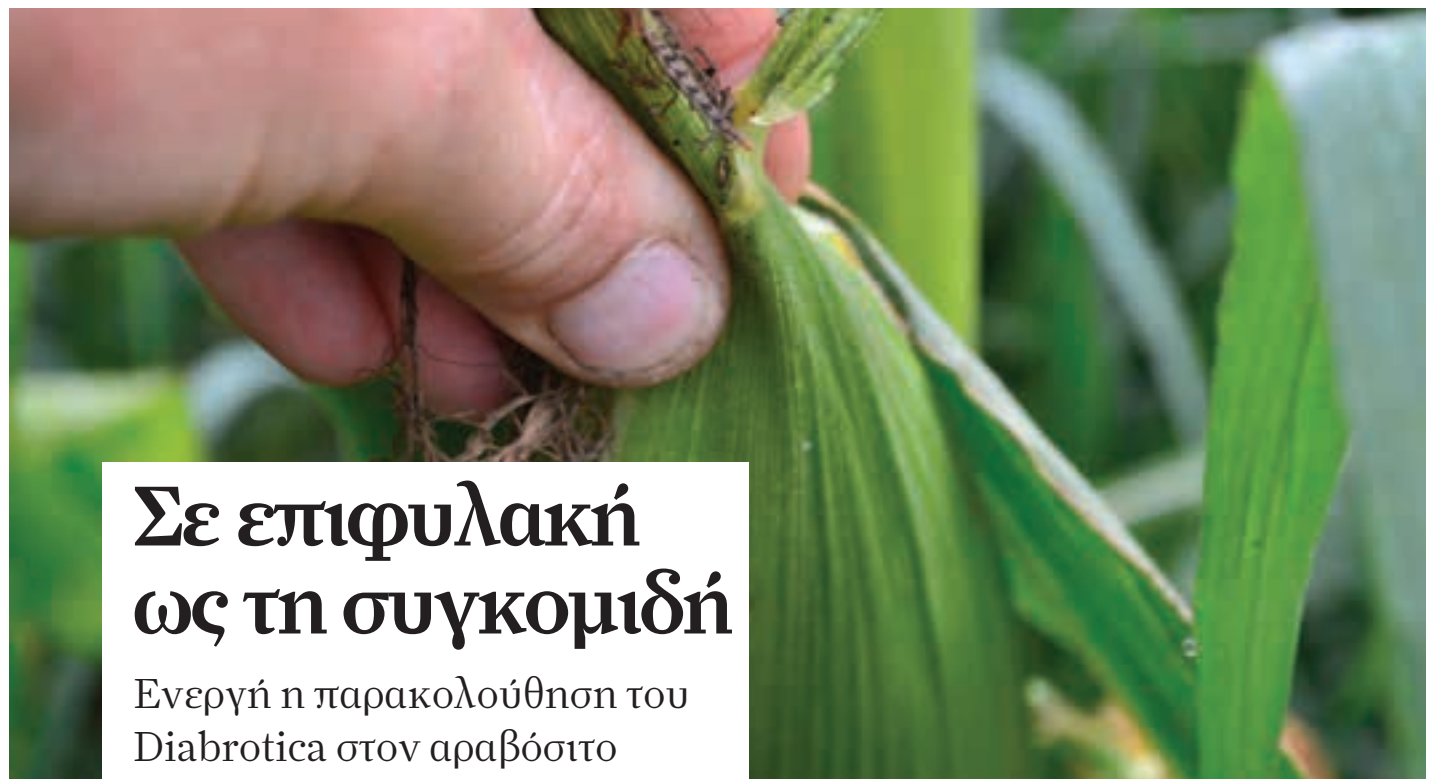 Σε επιφυλακή
ως τη συγκομιδή
Ενεργή η παρακολούθηση του
Diabrotica στον αραβόσιτο